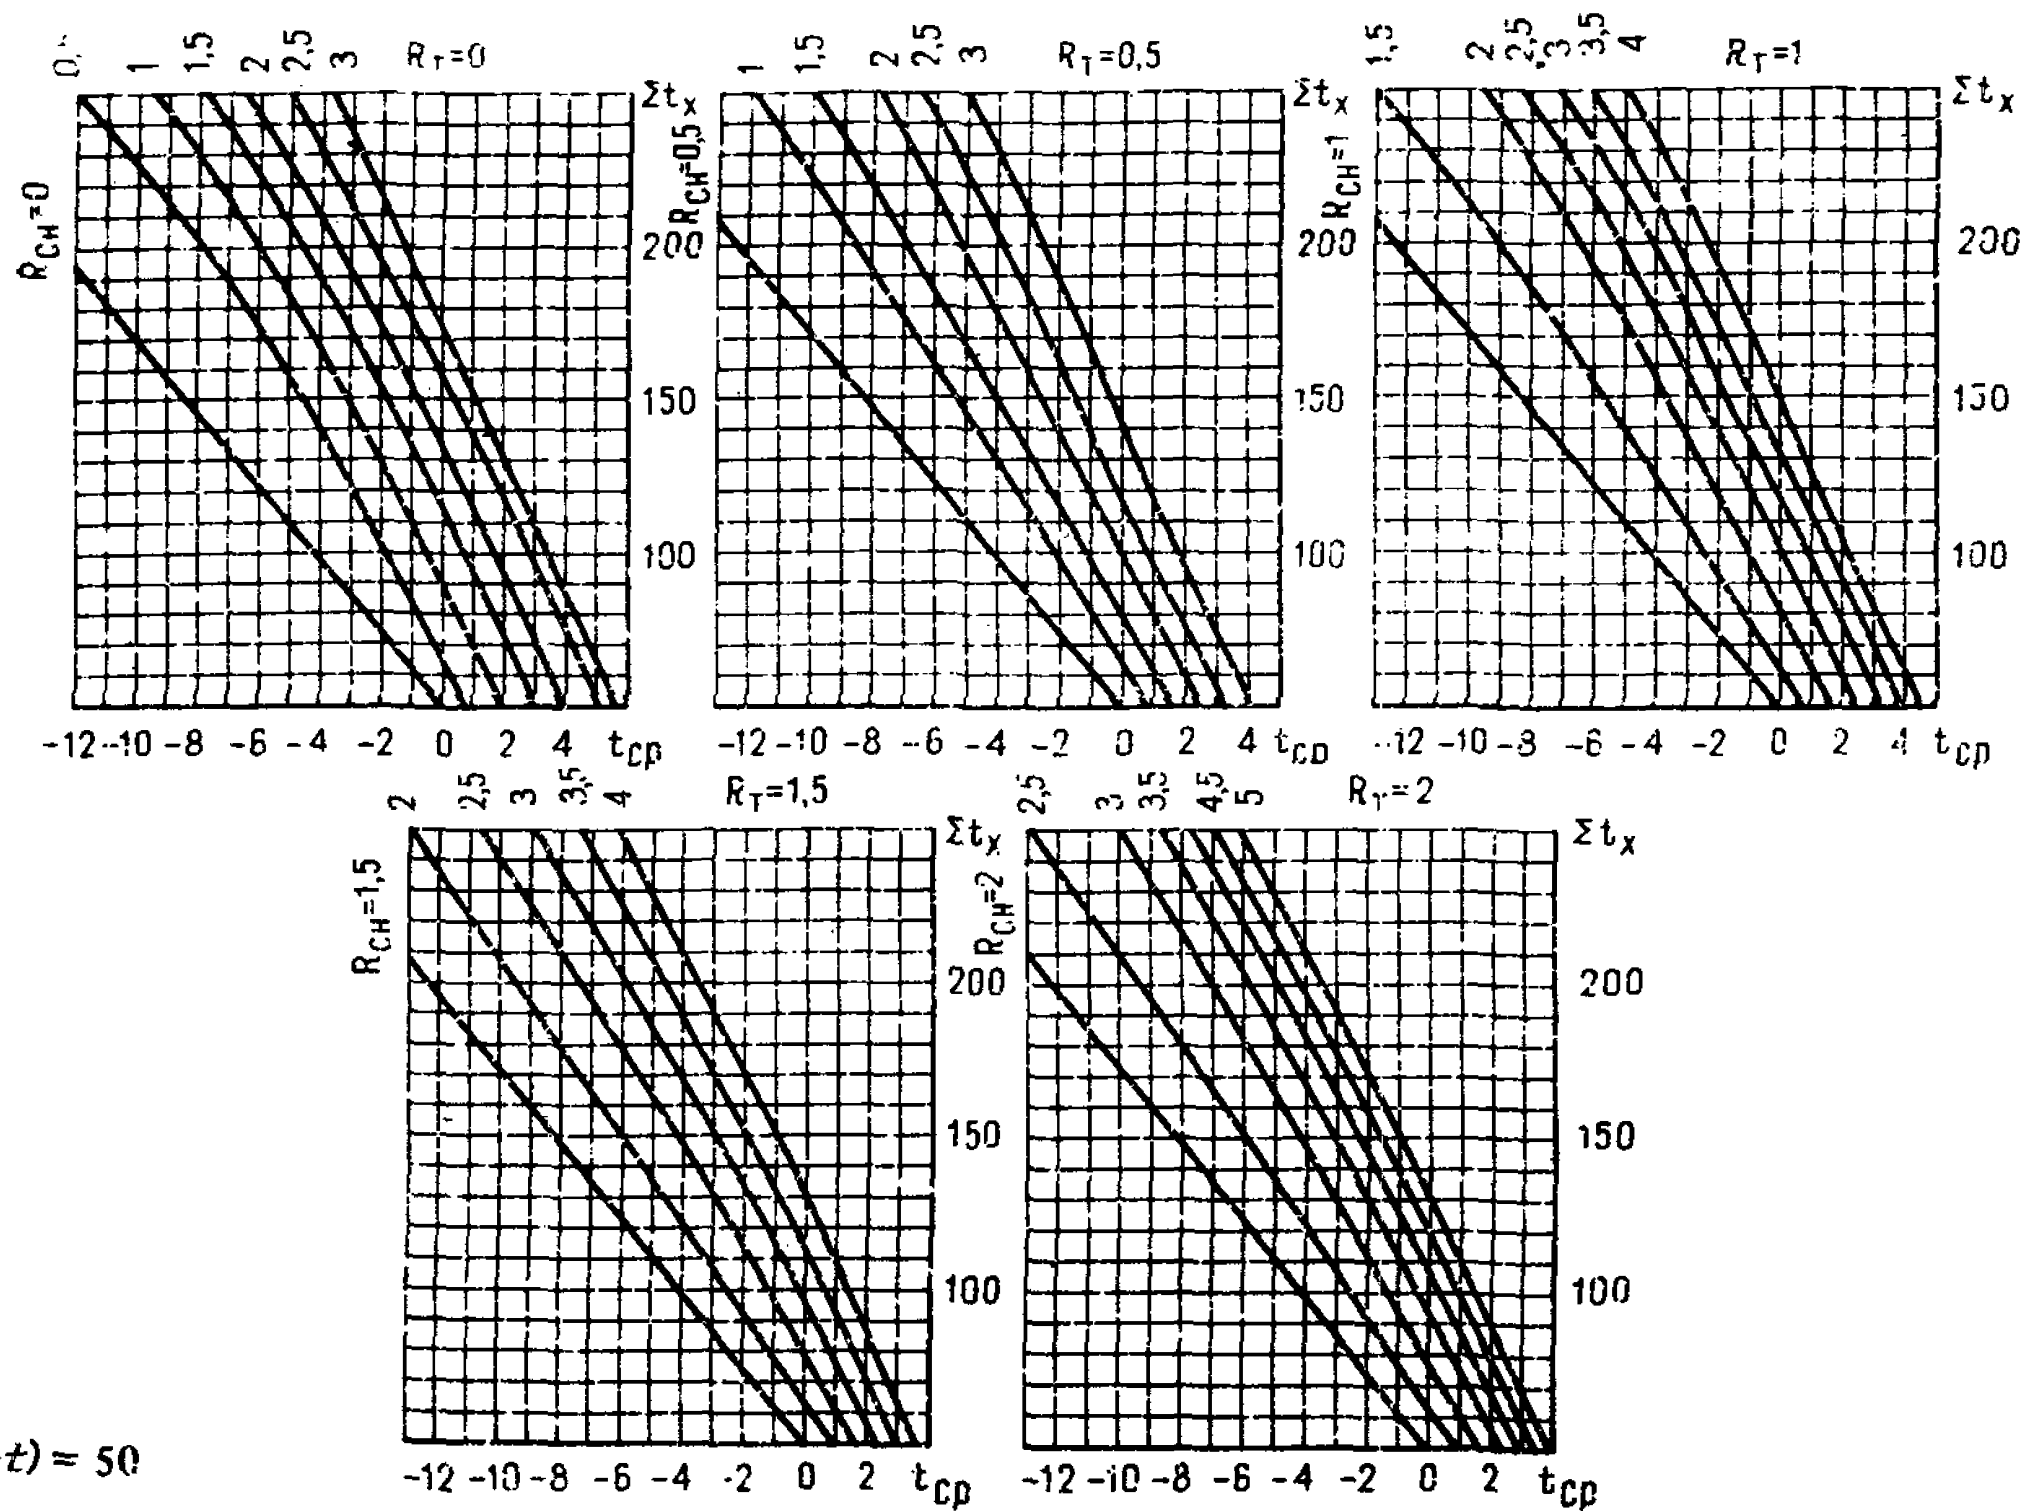 1 1,5 2 2,5 3 R_T=0
R_CH=0
Σt_x
200
150
100
-12 -10 -8 -6 -4 -2 0 2 4 t_cp
1 1,5 2 2,5 3 R_T=0,5
R_CH=0,5
Σt_x
200
150
100
-12 -10 -8 -6 -4 -2 0 2 4 t_cp
1,5 2 2,5 3 3,5 4 R_T=1
R_CH=1
Σt_x
200
150
100
-12 -10 -8 -6 -4 -2 0 2 4 t_cp
2 2,5 3 3,5 4 R_T=1,5
R_CH=1,5
Σt_x
200
150
100
-12 -10 -8 -6 -4 -2 0 2 t_cp
2,5 3 3,5 4,5 5 R_T=2
R_CH=2
Σt_x
200
150
100
-12 -10 -8 -6 -4 -2 0 2 t_cp
t) = 50